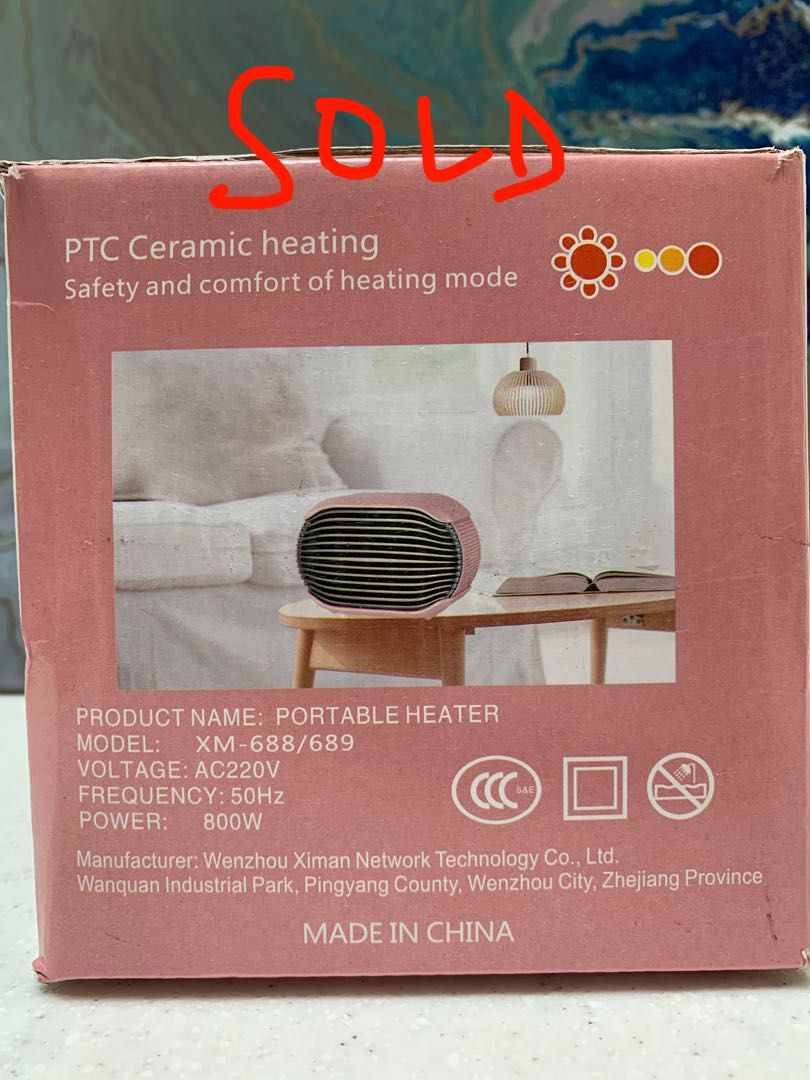 SOLD
PTC Ceramic heating
Safety and comfort of heating mode
PRODUCT NAME: PORTABLE HEATER
MODEL: XM-688/689
VOLTAGE: AC220V
FREQUENCY: 50Hz
POWER: 800W
CCC S&E
Manufacturer: Wenzhou Ximan Network Technology Co., Ltd.
Wanquan Industrial Park, Pingyang County, Wenzhou City, Zhejiang Province
MADE IN CHINA